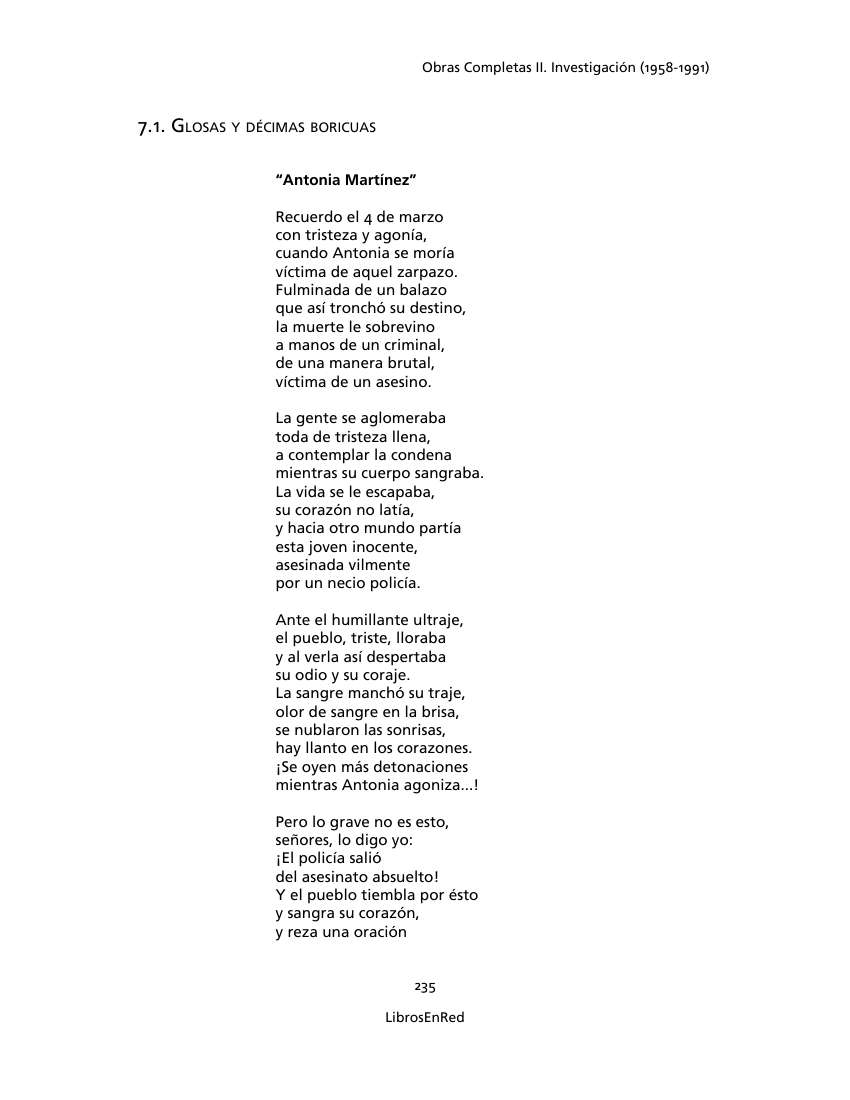 Obras Completas II. Investigación (1958-1991)
7.1. Glosas y décimas boricuas
“Antonia Martínez”
Recuerdo el 4 de marzo
con tristeza y agonía,
cuando Antonia se moría
víctima de aquel zarpazo.
Fulminada de un balazo
que así tronchó su destino,
la muerte le sobrevino
a manos de un criminal,
de una manera brutal,
víctima de un asesino.
La gente se aglomeraba
toda de tristeza llena,
a contemplar la condena
mientras su cuerpo sangraba.
La vida se le escapaba,
su corazón no latía,
y hacia otro mundo partía
esta joven inocente,
asesinada vilmente
por un necio policía.
Ante el humillante ultraje,
el pueblo, triste, lloraba
y al verla así despertaba
su odio y su coraje.
La sangre manchó su traje,
olor de sangre en la brisa,
se nublaron las sonrisas,
hay llanto en los corazones.
¡Se oyen más detonaciones
mientras Antonia agoniza...!
Pero lo grave no es esto,
señores, lo digo yo:
¡El policía salió
del asesinato absuelto!
Y el pueblo tiembla por ésto
y sangra su corazón,
y reza una oración
235
LibrosEnRed